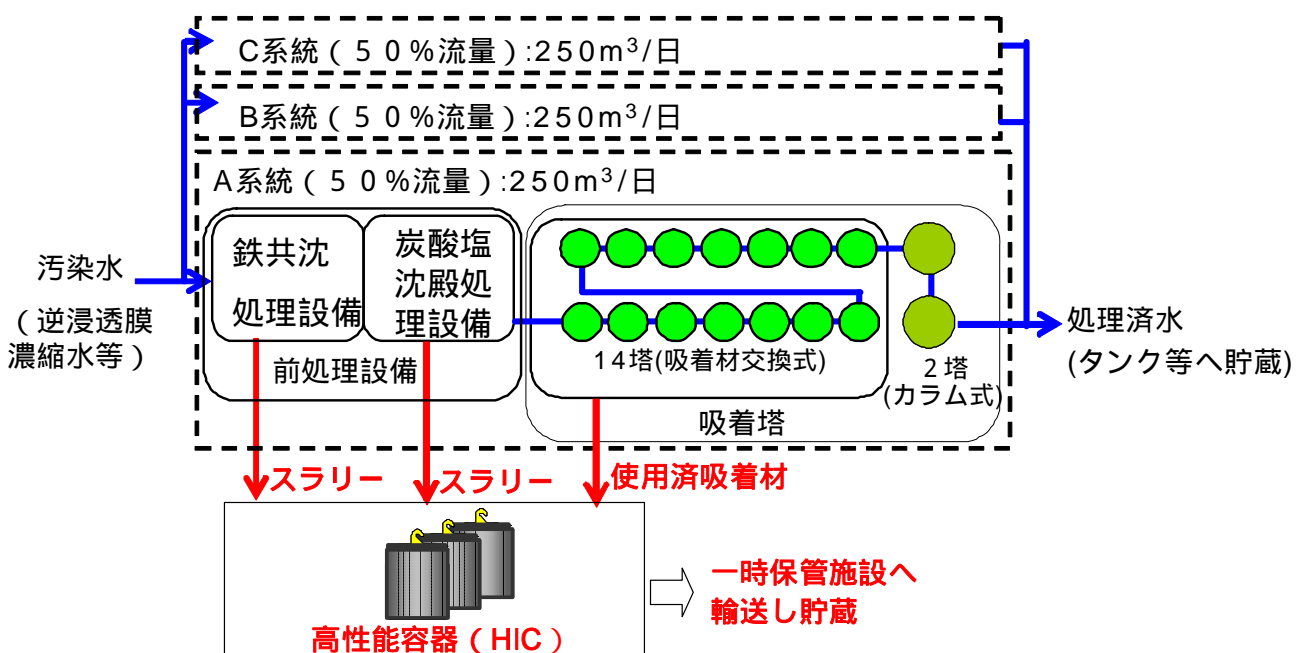 C系統(50%流量):250m³/日
B系統(50%流量):250m³/日
A系統(50%流量):250m³/日
汚染水
(逆浸透膜
濃縮水等)
鉄共沈
処理設備
炭酸塩
沈殿処
理設備
前処理設備
14塔(吸着材交換式)
2塔
(カラム式)
吸着塔
処理済水
(タンク等へ貯蔵)
スラリー
スラリー
使用済吸着材
高性能容器(HIC)
一時保管施設へ
輸送し貯蔵